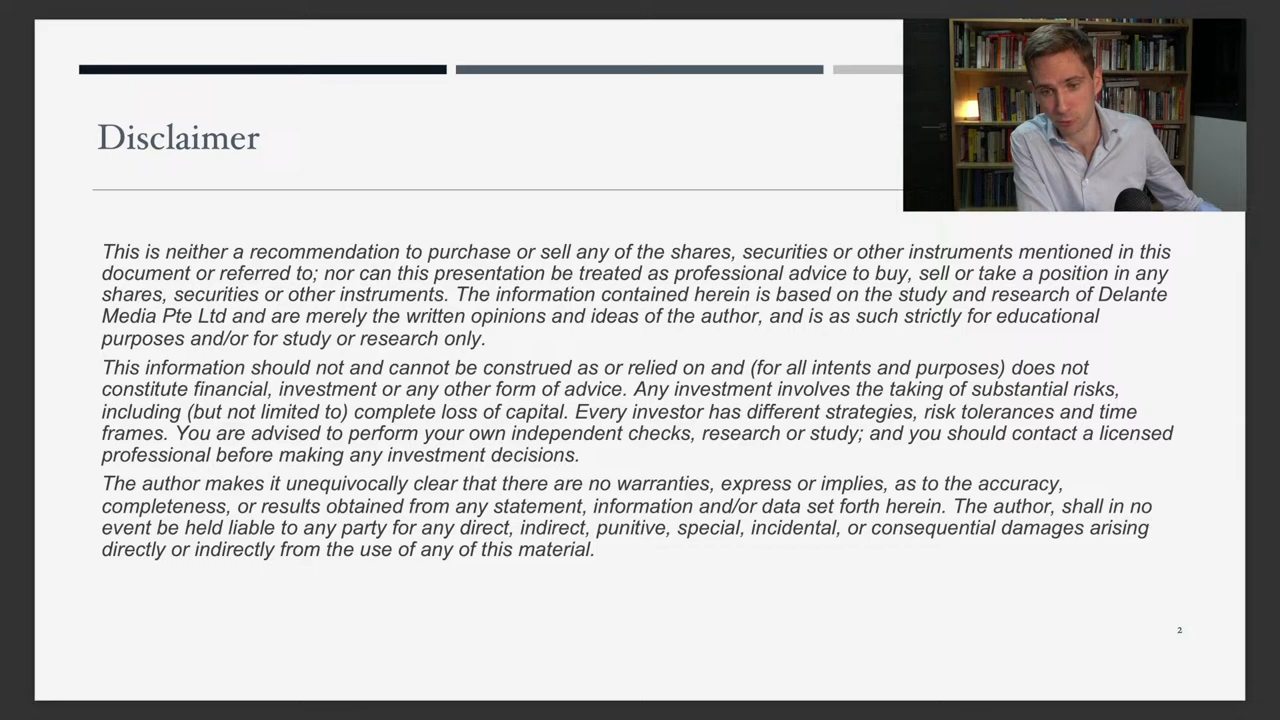 Disclaimer
This is neither a recommendation to purchase or sell any of the shares, securities or other instruments mentioned in this
document or referred to; nor can this presentation be treated as professional advice to buy, sell or take a position in any
shares, securities or other instruments. The information contained herein is based on the study and research of Delante
Media Pte Ltd and are merely the written opinions and ideas of the author, and is as such strictly for educational
purposes and/or for study or research only.
This information should not and cannot be construed as or relied on and (for all intents and purposes) does not
constitute financial, investment or any other form of advice. Any investment involves the taking of substantial risks,
including (but not limited to) complete loss of capital. Every investor has different strategies, risk tolerances and time
frames. You are advised to perform your own independent checks, research or study; and you should contact a licensed
professional before making any investment decisions.
The author makes it unequivocally clear that there are no warranties, express or implies, as to the accuracy,
completeness, or results obtained from any statement, information and/or data set forth herein. The author, shall in no
event be held liable to any party for any direct, indirect, punitive, special, incidental, or consequential damages arising
directly or indirectly from the use of any of this material.
2